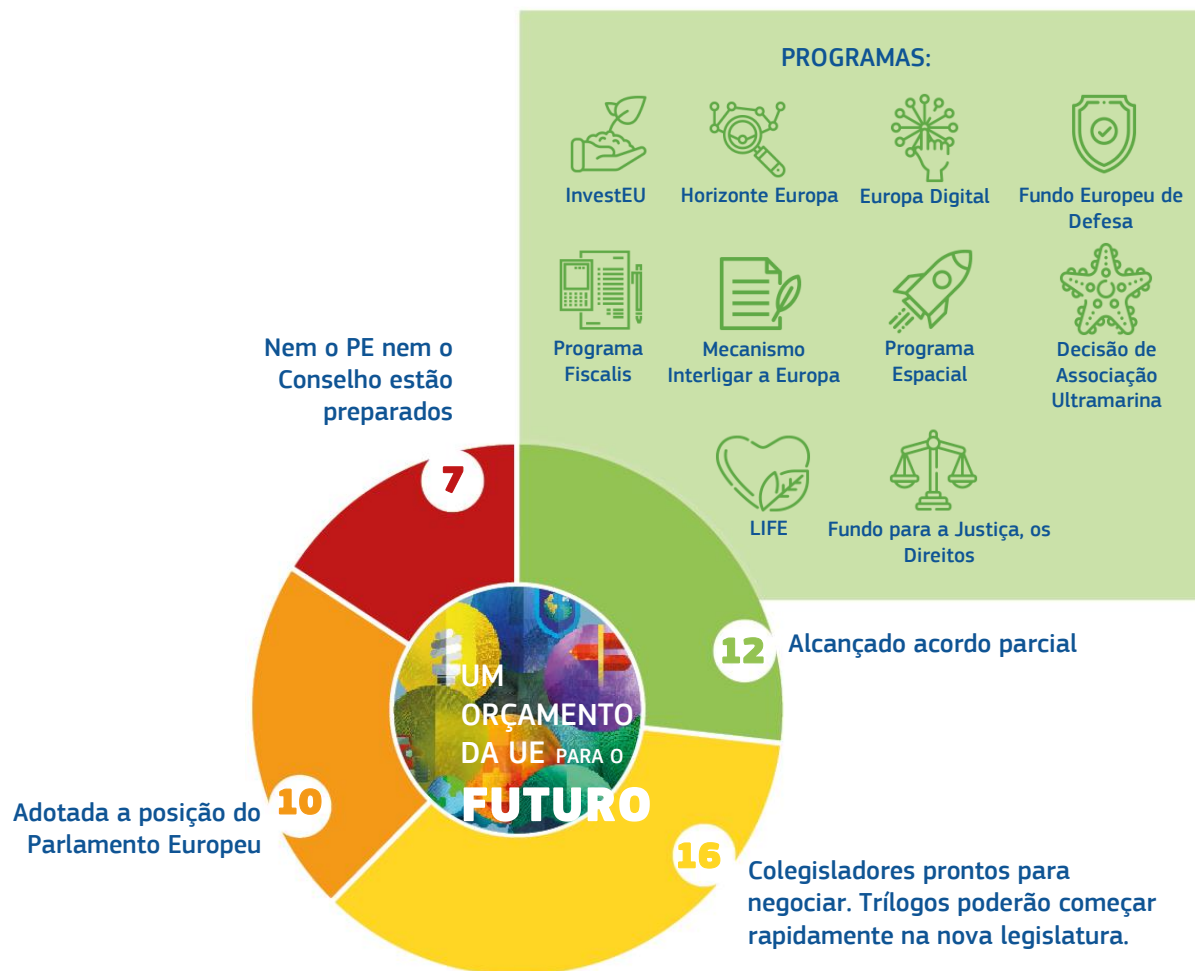 PROGRAMAS:
InvestEU
Horizonte Europa
Europa Digital
Fundo Europeu de
Defesa
Programa
Fiscalis
Mecanismo
Interligar a Europa
Programa
Espacial
Decisão de
Associação
Ultramarina
LIFE
Fundo para a Justiça, os
Direitos
Nem o PE nem o
Conselho estão
preparados
7
12
Alcançado acordo parcial
UM
ORÇAMENTO
DA UE PARA O
FUTURO
10
Adotada a posição do
Parlamento Europeu
16
Colegisladores prontos para
negociar. Trílogos poderão começar
rapidamente na nova legislatura.